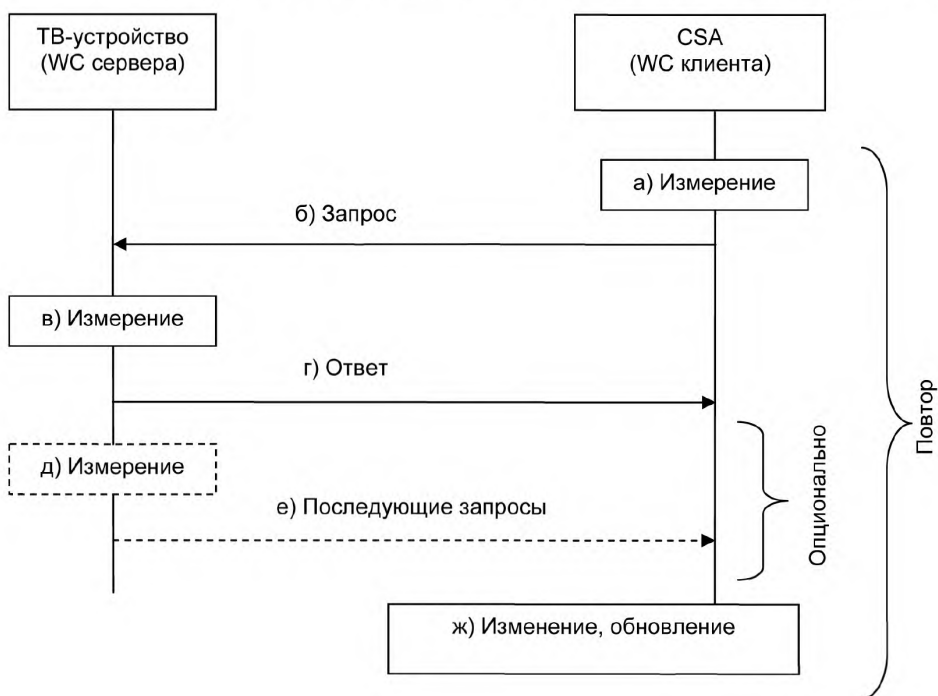 ТВ-устройство
(WC сервера)
CSA
(WC клиента)
а) Измерение
б) Запрос
в) Измерение
г) Ответ
д) Измерение
е) Последующие запросы
ж) Изменение, обновление
Опционально
Повтор